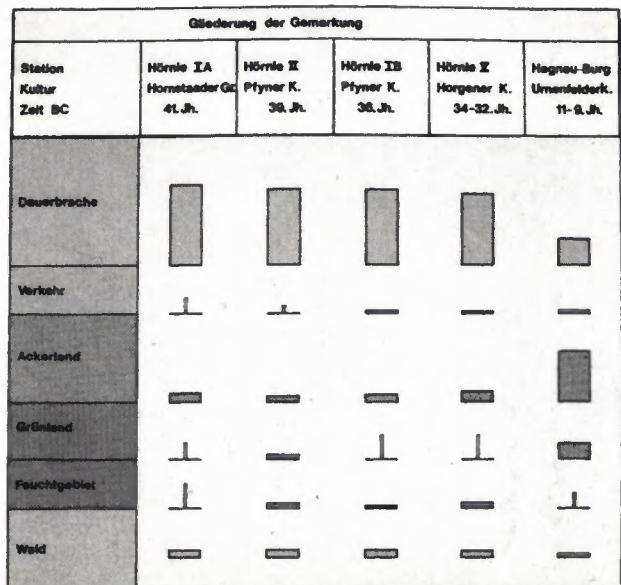 Gliederung der Gemarkung
Station
Kultur
Zeit BC
Hörnle IA
Hornstaader Gr.
41. Jh.
Hörnle II
Pfyner K.
39. Jh.
Hörnle IB
Pfyner K.
36. Jh.
Hörnle V
Horgener K.
34-32. Jh.
Hagnau-Burg
Urnenfelderk.
11-9. Jh.
Dauerbrache
Verkehr
Ackerland
Grünland
Feuchtgebiet
Wald